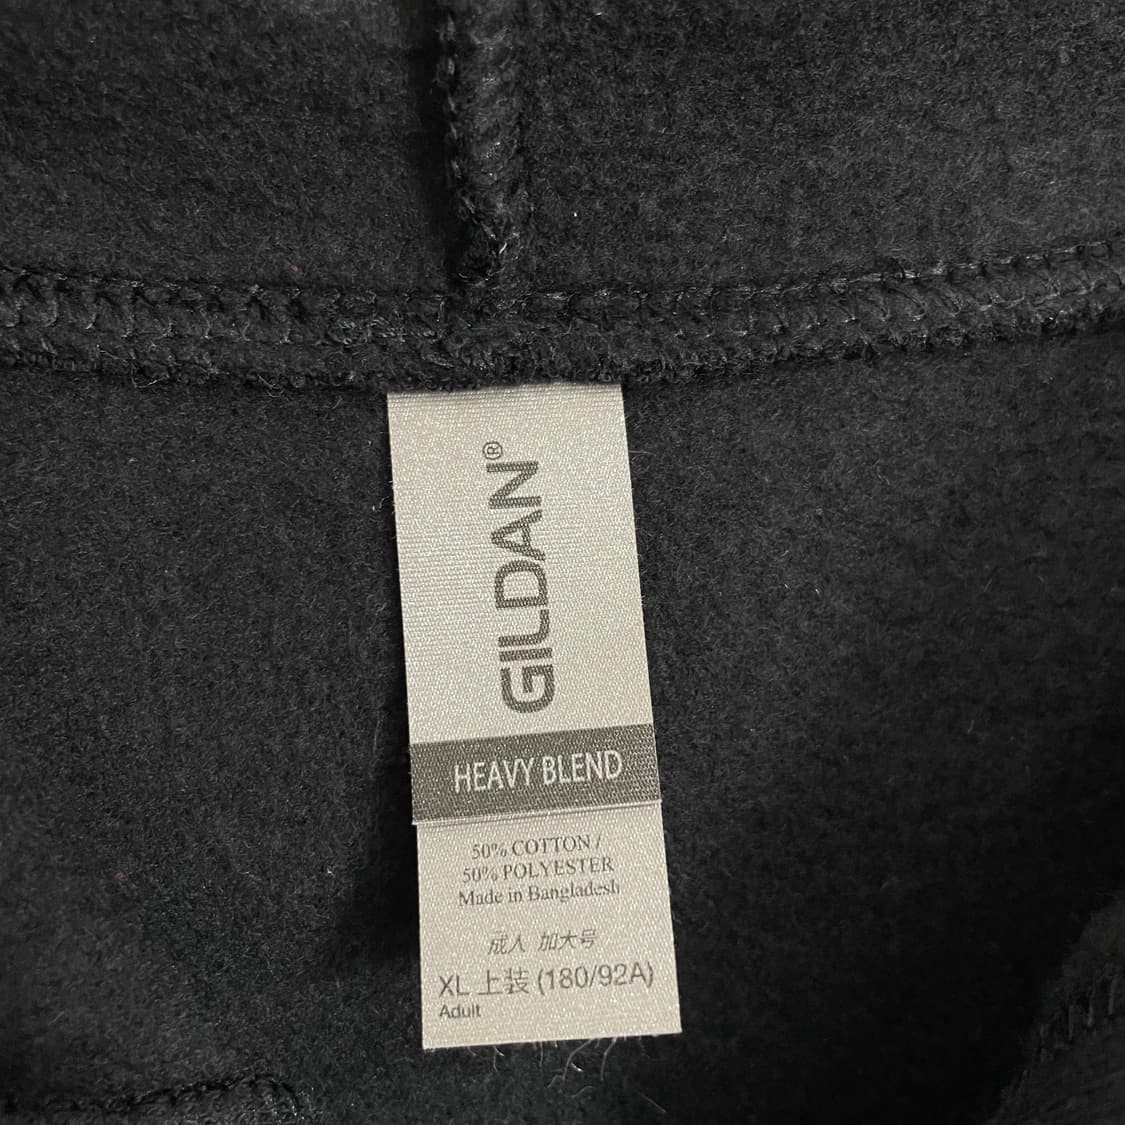 GILDAN®
HEAVY BLEND
50% COTTON /
50% POLYESTER
Made in Bangladesh
成人 加大号
XL 上装 (180/92A)
Adult